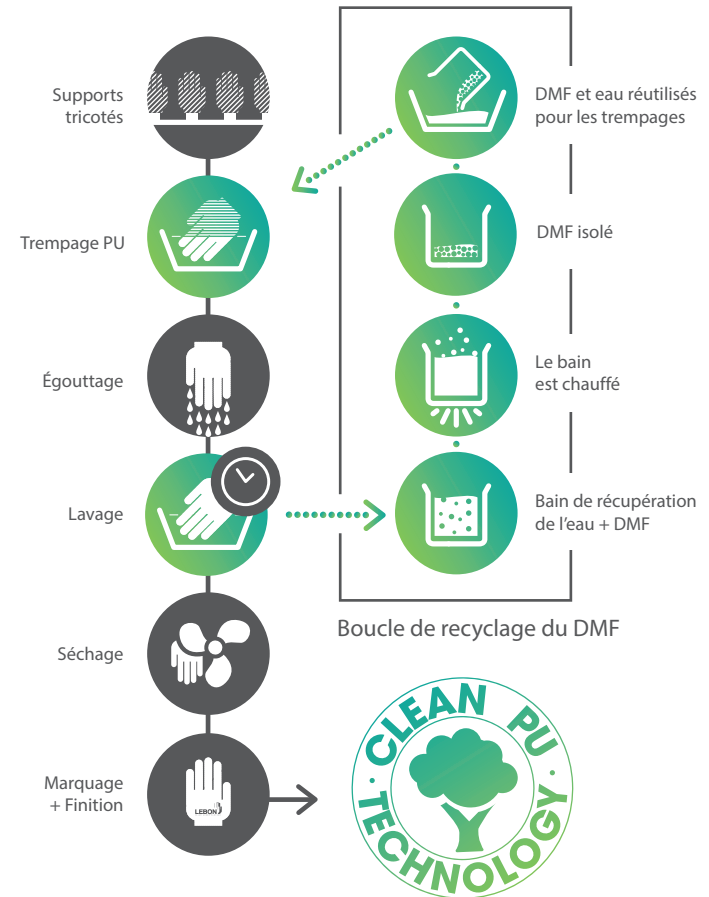 Supports
tricotés
Trempage PU
Égouttage
Lavage
Séchage
Marquage
+ Finition
LEBON
DMF et eau réutilisés
pour les trempages
DMF isolé
Le bain
est chauffé
Bain de récupération
de l’eau + DMF
Boucle de recyclage du DMF
· CLEAN PU ·
TECHNOLOGY